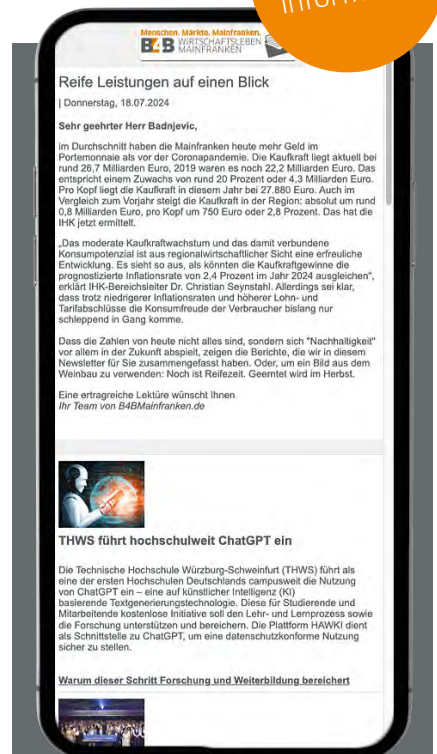 Menschen. Märkte. Mainfranken.
B4B WIRTSCHAFTSLEBEN
MAINFRANKEN
Reife Leistungen auf einen Blick
| Donnerstag, 18.07.2024
Sehr geehrter Herr Badnjevic,
im Durchschnitt haben die Mainfranken heute mehr Geld im
Portemonnaie als vor der Coronapandemie. Die Kaufkraft liegt aktuell bei
rund 26,7 Milliarden Euro, 2019 waren es noch 22,2 Milliarden Euro. Das
entspricht einem Zuwachs von rund 20 Prozent oder 4,3 Milliarden Euro.
Pro Kopf liegt die Kaufkraft in diesem Jahr bei 27.880 Euro. Auch im
Vergleich zum Vorjahr steigt die Kaufkraft in der Region: absolut um rund
0,8 Milliarden Euro, pro Kopf um 750 Euro oder 2,8 Prozent. Das hat die
IHK jetzt ermittelt.
„Das moderate Kaufkraftwachstum und das damit verbundene
Konsumpotenzial ist aus regionalwirtschaftlicher Sicht eine erfreuliche
Entwicklung. Es sieht so aus, als könnten die Kaufkraftgewinne die
prognostizierte Inflationsrate von 2,4 Prozent im Jahr 2024 ausgleichen",
erklärt IHK-Bereichsleiter Dr. Christian Seynstahl. Allerdings sei klar,
dass trotz niedrigerer Inflationsraten und höherer Lohn- und
Tarifabschlüsse die Konsumfreude der Verbraucher bislang nur
schleppend in Gang komme.
Dass die Zahlen von heute nicht alles sind, sondern sich "Nachhaltigkeit"
vor allem in der Zukunft abspielt, zeigen die Berichte, die wir in diesem
Newsletter für Sie zusammengefasst haben. Oder, um ein Bild aus dem
Weinbau zu verwenden: Noch ist Reifezeit. Geerntet wird im Herbst.
Eine ertragreiche Lektüre wünscht Ihnen
Ihr Team von B4BMainfranken.de
THWS führt hochschulweit ChatGPT ein
Die Technische Hochschule Würzburg-Schweinfurt (THWS) führt als
eine der ersten Hochschulen Deutschlands campusweit die Nutzung
von ChatGPT ein – eine auf künstlicher Intelligenz (KI)
basierende Textgenerierungstechnologie. Diese für Studierende und
Mitarbeitende kostenlose Initiative soll den Lehr- und Lernprozess sowie
die Forschung unterstützen und bereichern. Die Plattform HAWKI dient
als Schnittstelle zu ChatGPT, um eine datenschutzkonforme Nutzung
sicher zu stellen.
Warum dieser Schritt Forschung und Weiterbildung bereichert